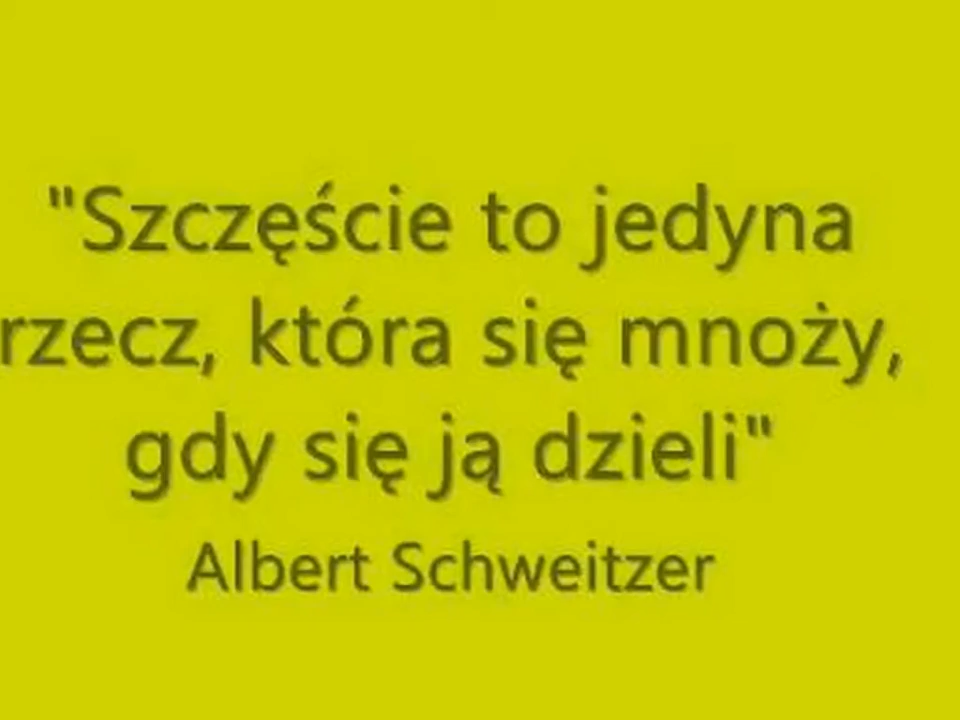 "Szczęście to jedyna
rzecz, która się mnoży,
gdy się ją dzieli"
Albert Schweitzer